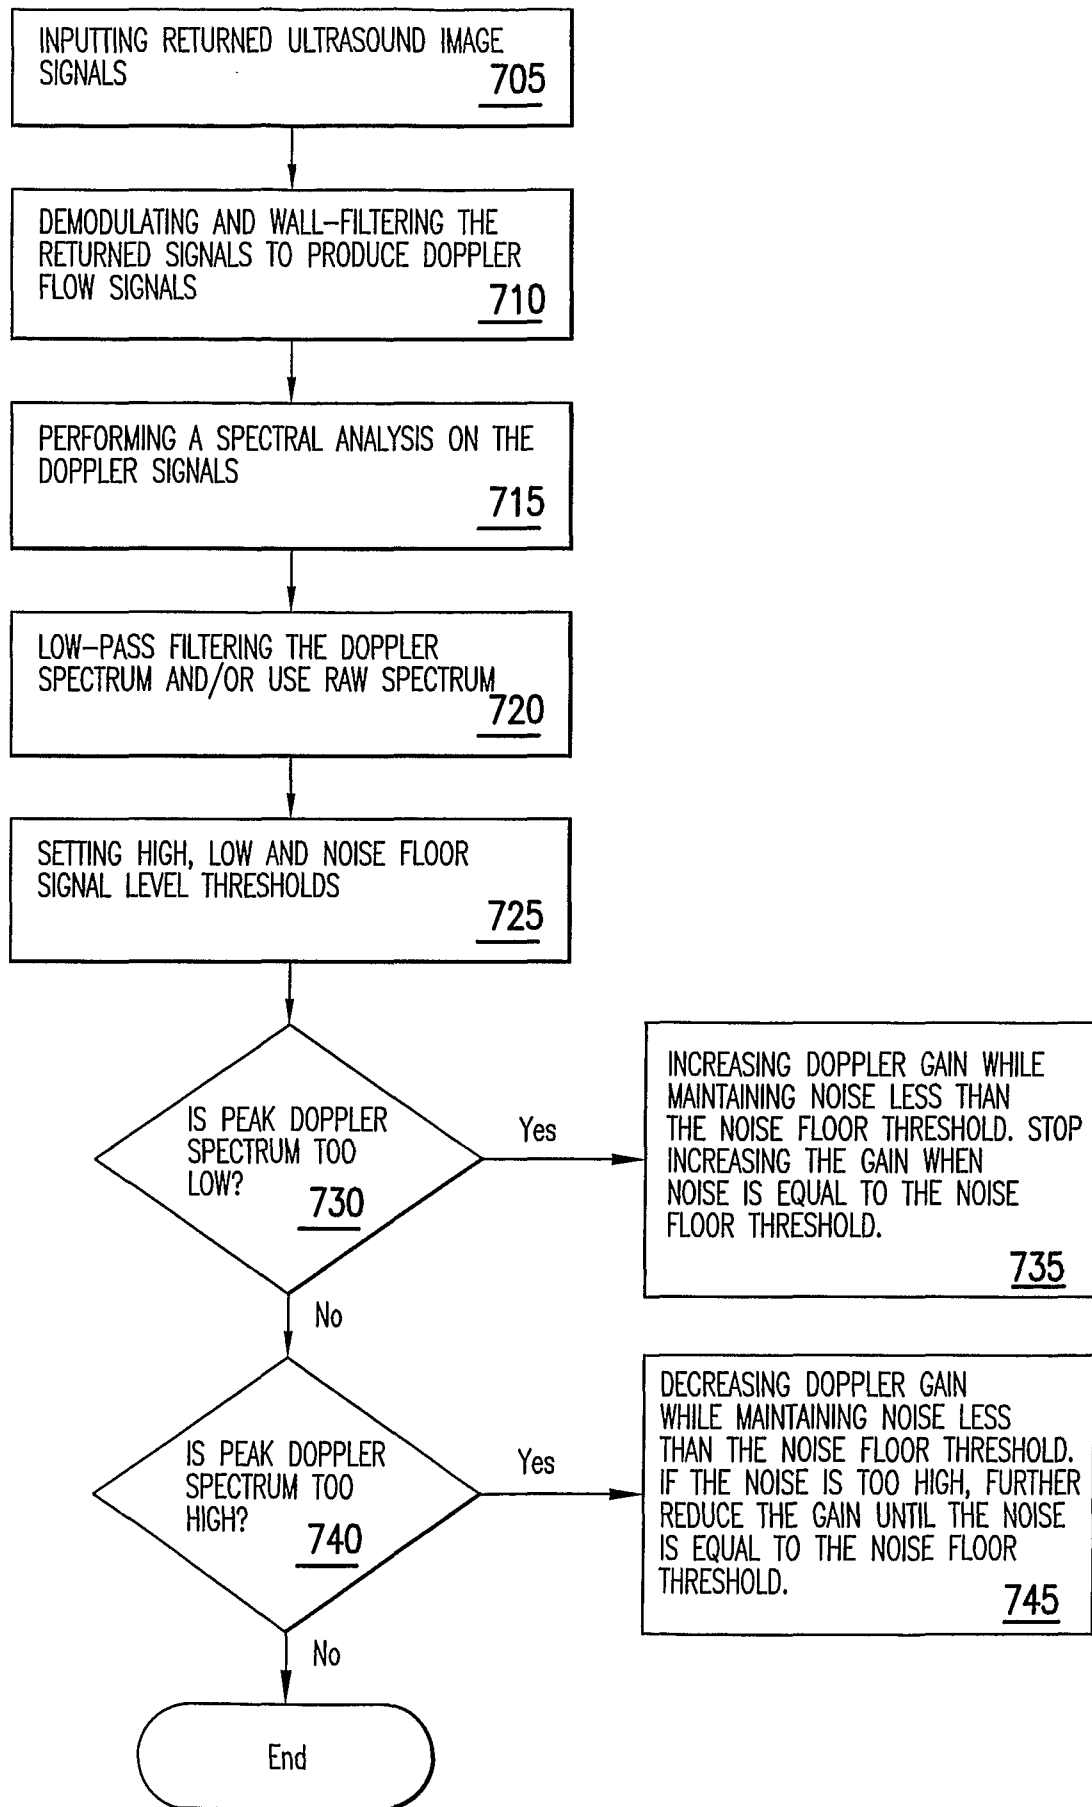 INPUTTING RETURNED ULTRASOUND IMAGE
SIGNALS
705
DEMODULATING AND WALL-FILTERING THE
RETURNED SIGNALS TO PRODUCE DOPPLER
FLOW SIGNALS
710
PERFORMING A SPECTRAL ANALYSIS ON THE
DOPPLER SIGNALS
715
LOW-PASS FILTERING THE DOPPLER
SPECTRUM AND/OR USE RAW SPECTRUM
720
SETTING HIGH, LOW AND NOISE FLOOR
SIGNAL LEVEL THRESHOLDS
725
IS PEAK DOPPLER
SPECTRUM TOO
LOW?
730
Yes
INCREASING DOPPLER GAIN WHILE
MAINTAINING NOISE LESS THAN
THE NOISE FLOOR THRESHOLD. STOP
INCREASING THE GAIN WHEN
NOISE IS EQUAL TO THE NOISE
FLOOR THRESHOLD.
735
No
IS PEAK DOPPLER
SPECTRUM TOO
HIGH?
740
Yes
DECREASING DOPPLER GAIN
WHILE MAINTAINING NOISE LESS
THAN THE NOISE FLOOR THRESHOLD.
IF THE NOISE IS TOO HIGH, FURTHER
REDUCE THE GAIN UNTIL THE NOISE
IS EQUAL TO THE NOISE FLOOR
THRESHOLD.
745
No
End